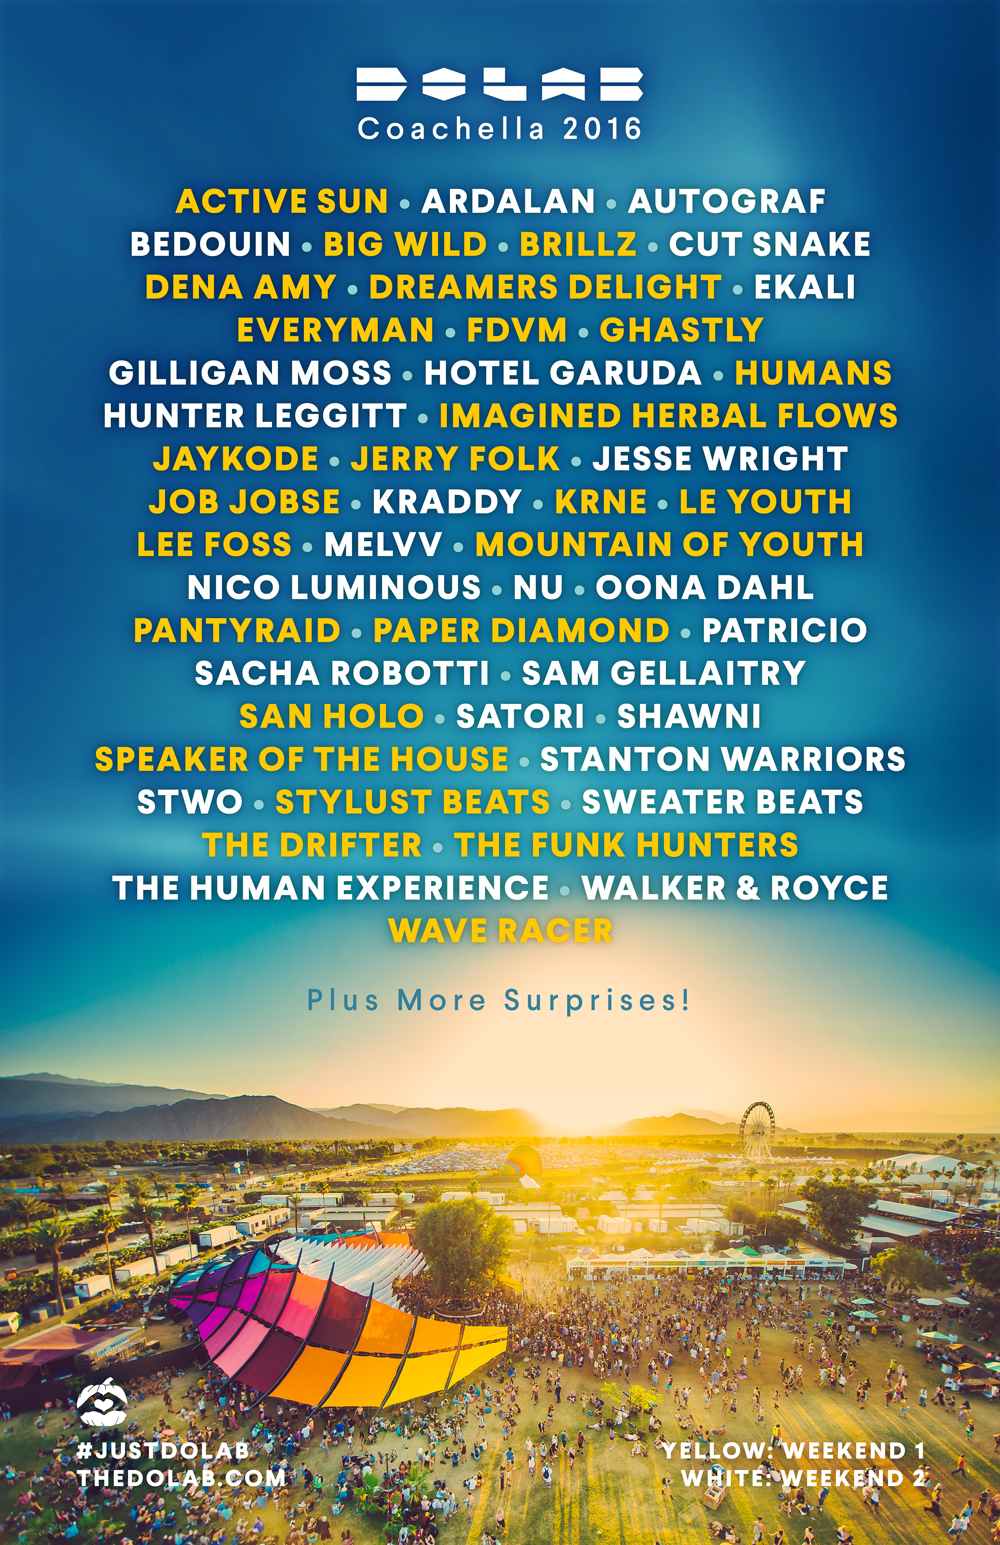 DOLAB
Coachella 2016
ACTIVE SUN • ARDALAN • AUTOGRAF
BEDOUIN • BIG WILD • BRILLZ • CUT SNAKE
DENA AMY • DREAMERS DELIGHT • EKALI
EVERYMAN • FDVM • GHASTLY
GILLIGAN MOSS • HOTEL GARUDA • HUMANS
HUNTER LEGGITT • IMAGINED HERBAL FLOWS
JAYKODE • JERRY FOLK • JESSE WRIGHT
JOB JOBSE • KRADDY • KRNE • LE YOUTH
LEE FOSS • MELVV • MOUNTAIN OF YOUTH
NICO LUMINOUS • NU • OONA DAHL
PANTYRAID • PAPER DIAMOND • PATRICIO
SACHA ROBOTTI • SAM GELLAITRY
SAN HOLO • SATORI • SHAWNI
SPEAKER OF THE HOUSE • STANTON WARRIORS
STWO • STYLUST BEATS • SWEATER BEATS
THE DRIFTER • THE FUNK HUNTERS
THE HUMAN EXPERIENCE • WALKER & ROYCE
WAVE RACER
Plus More Surprises!
#JUSTDOLAB
THEDOLAB.COM
YELLOW: WEEKEND 1
WHITE: WEEKEND 2